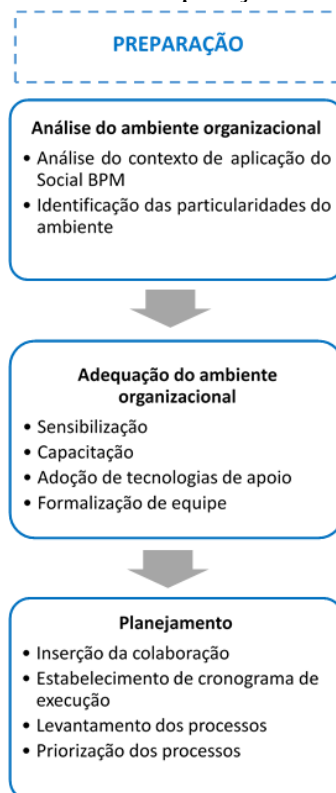 PREPARAÇÃO
Análise do ambiente organizacional
• Análise do contexto de aplicação do
Social BPM
• Identificação das particularidades do
ambiente
Adequação do ambiente
organizacional
• Sensibilização
• Capacitação
• Adoção de tecnologias de apoio
• Formalização de equipe
Planejamento
• Inserção da colaboração
• Estabelecimento de cronograma de
execução
• Levantamento dos processos
• Priorização dos processos